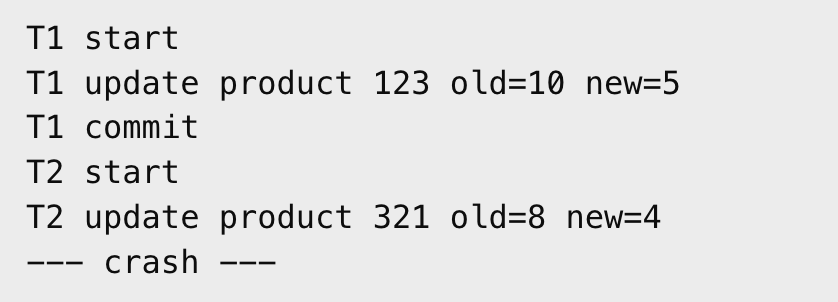 T1 start
T1 update product 123 old=10 new=5
T1 commit
T2 start
T2 update product 321 old=8 new=4
--- crash ---